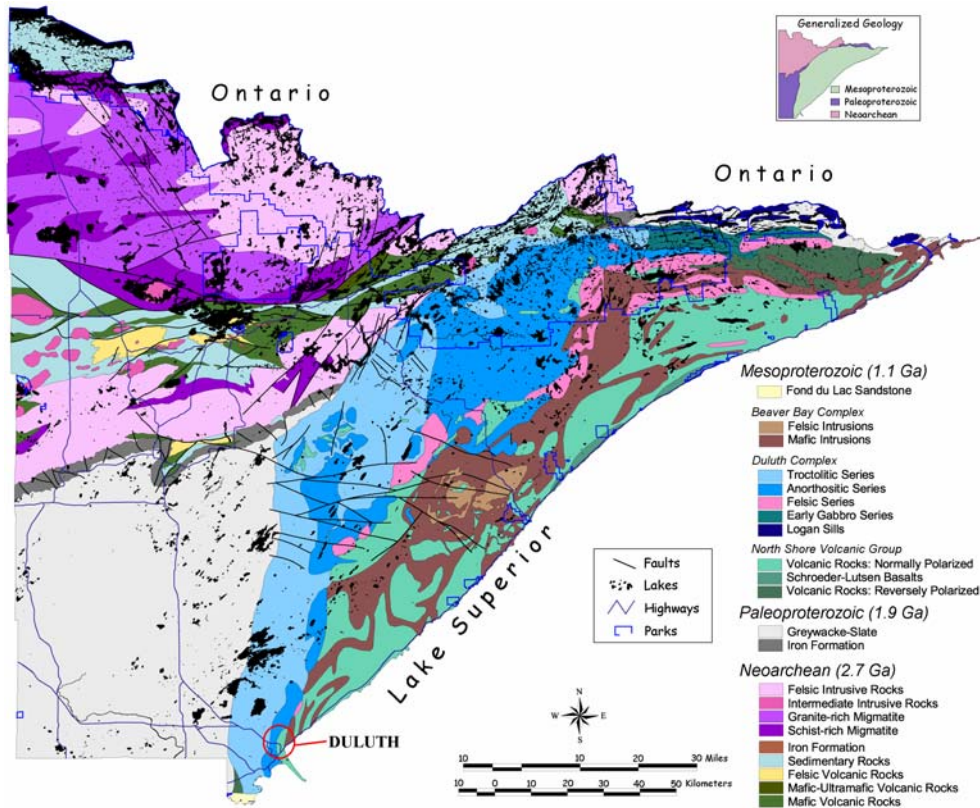 Generalized Geology
Mesoproterozoic
Paleoproterozoic
Neoarchean
Ontario
Ontario
Lake Superior
DULUTH
Faults
Lakes
Highways
Parks
N
W
E
S
10 0 10 20 30 Miles
10 0 10 20 30 40 50 Kilometers
Mesoproterozoic (1.1 Ga)
Fond du Lac Sandstone
Beaver Bay Complex
Felsic Intrusions
Mafic Intrusions
Duluth Complex
Troctolitic Series
Anorthositic Series
Felsic Series
Early Gabbro Series
Logan Sills
North Shore Volcanic Group
Volcanic Rocks: Normally Polarized
Schroeder-Lutsen Basalts
Volcanic Rocks: Reversely Polarized
Paleoproterozoic (1.9 Ga)
Greywacke-Slate
Iron Formation
Neoarchean (2.7 Ga)
Felsic Intrusive Rocks
Intermediate Intrusive Rocks
Granite-rich Migmatite
Schist-rich Migmatite
Iron Formation
Sedimentary Rocks
Felsic Volcanic Rocks
Mafic-Ultramafic Volcanic Rocks
Mafic Volcanic Rocks